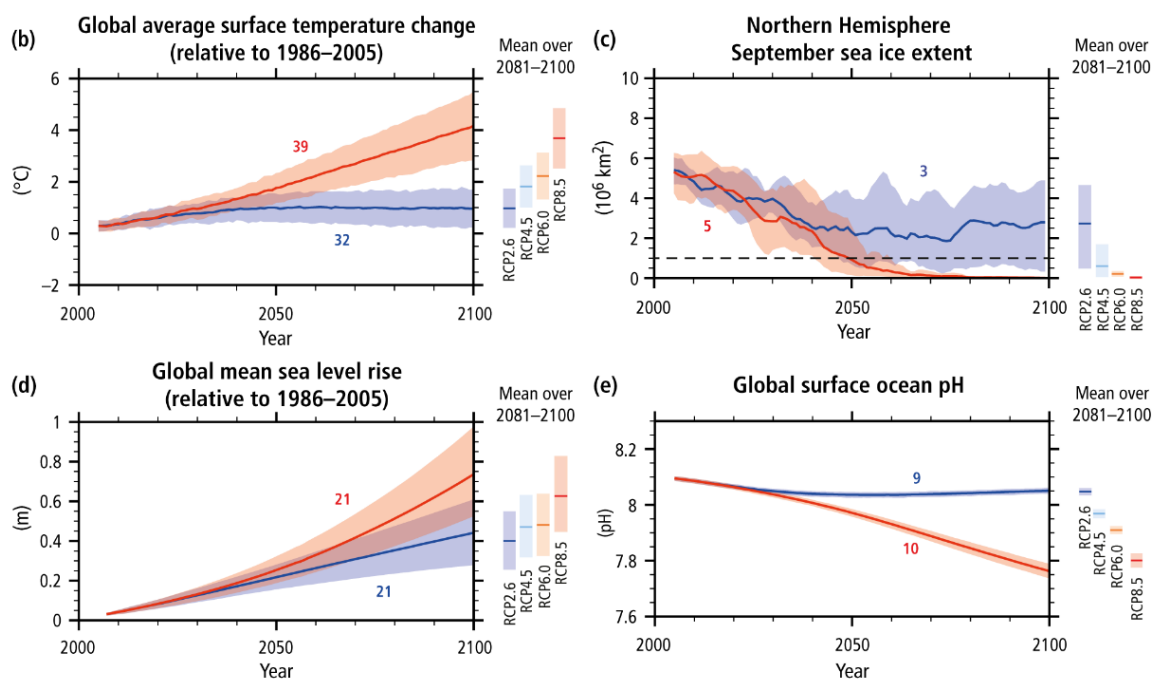 (b)
Global average surface temperature change
(relative to 1986–2005)
Mean over
2081–2100
6
4
2
0
−2
(°C)
39
32
2000
2050
2100
Year
RCP2.6
RCP4.5
RCP6.0
RCP8.5
(c)
Northern Hemisphere
September sea ice extent
Mean over
2081–2100
10
8
6
4
2
0
(10⁶ km²)
3
5
2000
2050
2100
Year
RCP2.6
RCP4.5
RCP6.0
RCP8.5
(d)
Global mean sea level rise
(relative to 1986–2005)
Mean over
2081–2100
1
0.8
0.6
0.4
0.2
0
(m)
21
21
2000
2050
2100
Year
RCP2.6
RCP4.5
RCP6.0
RCP8.5
(e)
Global surface ocean pH
Mean over
2081–2100
8.2
8
7.8
7.6
(pH)
9
10
2000
2050
2100
Year
RCP2.6
RCP4.5
RCP6.0
RCP8.5